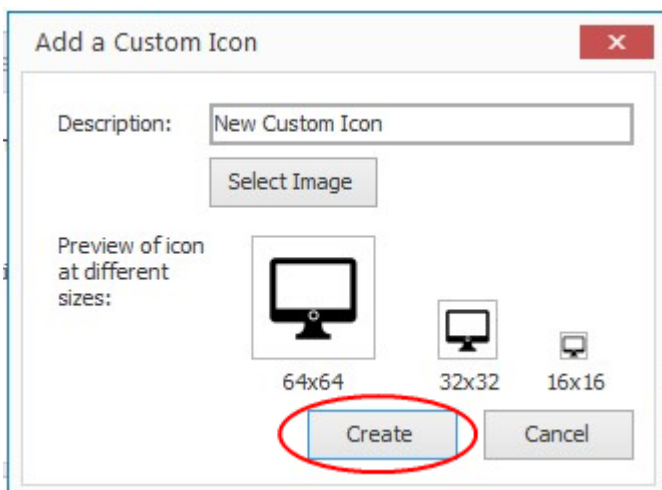 Add a Custom Icon
Description: New Custom Icon
Select Image
Preview of icon
at different
sizes:
64x64 32x32 16x16
Create Cancel